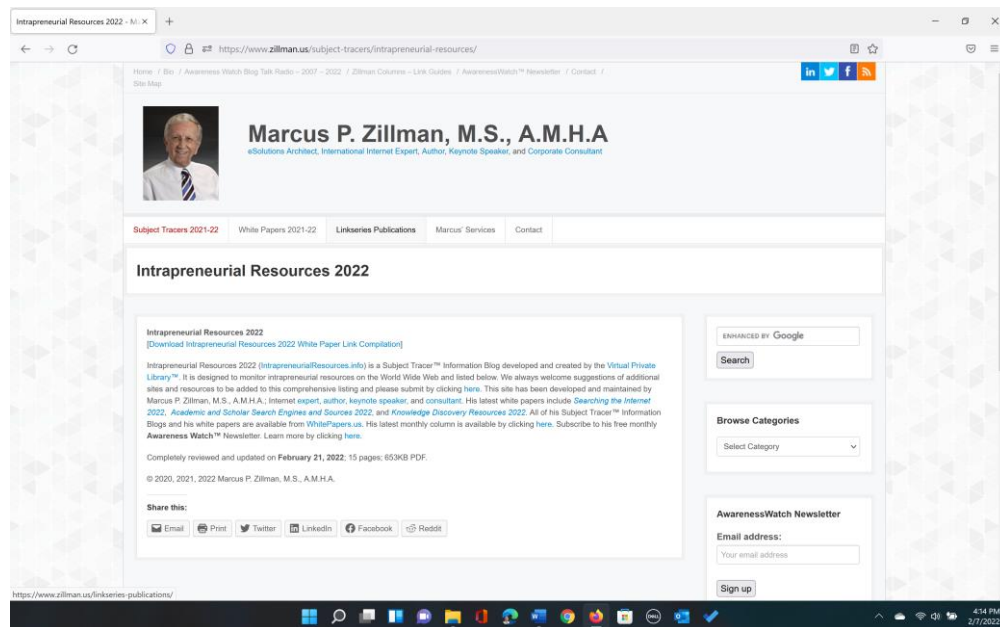 Intrapreneurial Resources 2022 – M
https://www.zillman.us/subject-tracers/intrapreneurial-resources/
Home / Bio / Awareness Watch Blog Talk Radio – 2007 – 2022 / Zillman Columns – Link Guides / AwarenessWatch™ Newsletter / Contact /
Site Map
Marcus P. Zillman, M.S., A.M.H.A
eSolutions Architect, International Internet Expert, Author, Keynote Speaker, and Corporate Consultant
Subject Tracers 2021-22 White Papers 2021-22 Linkseries Publications Marcus' Services Contact
Intrapreneurial Resources 2022
Intrapreneurial Resources 2022
[Download Intrapreneurial Resources 2022 White Paper Link Compilation]
Intrapreneurial Resources 2022 (IntrapreneurialResources.info) is a Subject Tracer™ Information Blog developed and created by the Virtual Private
Library™. It is designed to monitor intrapreneurial resources on the World Wide Web and listed below. We always welcome suggestions of additional
sites and resources to be added to this comprehensive listing and please submit by clicking here. This site has been developed and maintained by
Marcus P. Zillman, M.S., A.M.H.A.; Internet expert, author, keynote speaker, and consultant. His latest white papers include Searching the Internet
2022, Academic and Scholar Search Engines and Sources 2022, and Knowledge Discovery Resources 2022. All of his Subject Tracer™ Information
Blogs and his white papers are available from WhitePapers.us. His latest monthly column is available by clicking here. Subscribe to his free monthly
Awareness Watch™ Newsletter. Learn more by clicking here.
Completely reviewed and updated on February 21, 2022; 15 pages; 653KB PDF.
© 2020, 2021, 2022 Marcus P. Zillman, M.S., A.M.H.A.
Share this:
Email Print Twitter LinkedIn Facebook Reddit
ENHANCED BY Google
Search
Browse Categories
Select Category
AwarenessWatch Newsletter
Email address:
Your email address
Sign up
https://www.zillman.us/linkseries-publications/
4:14 PM
2/7/2022